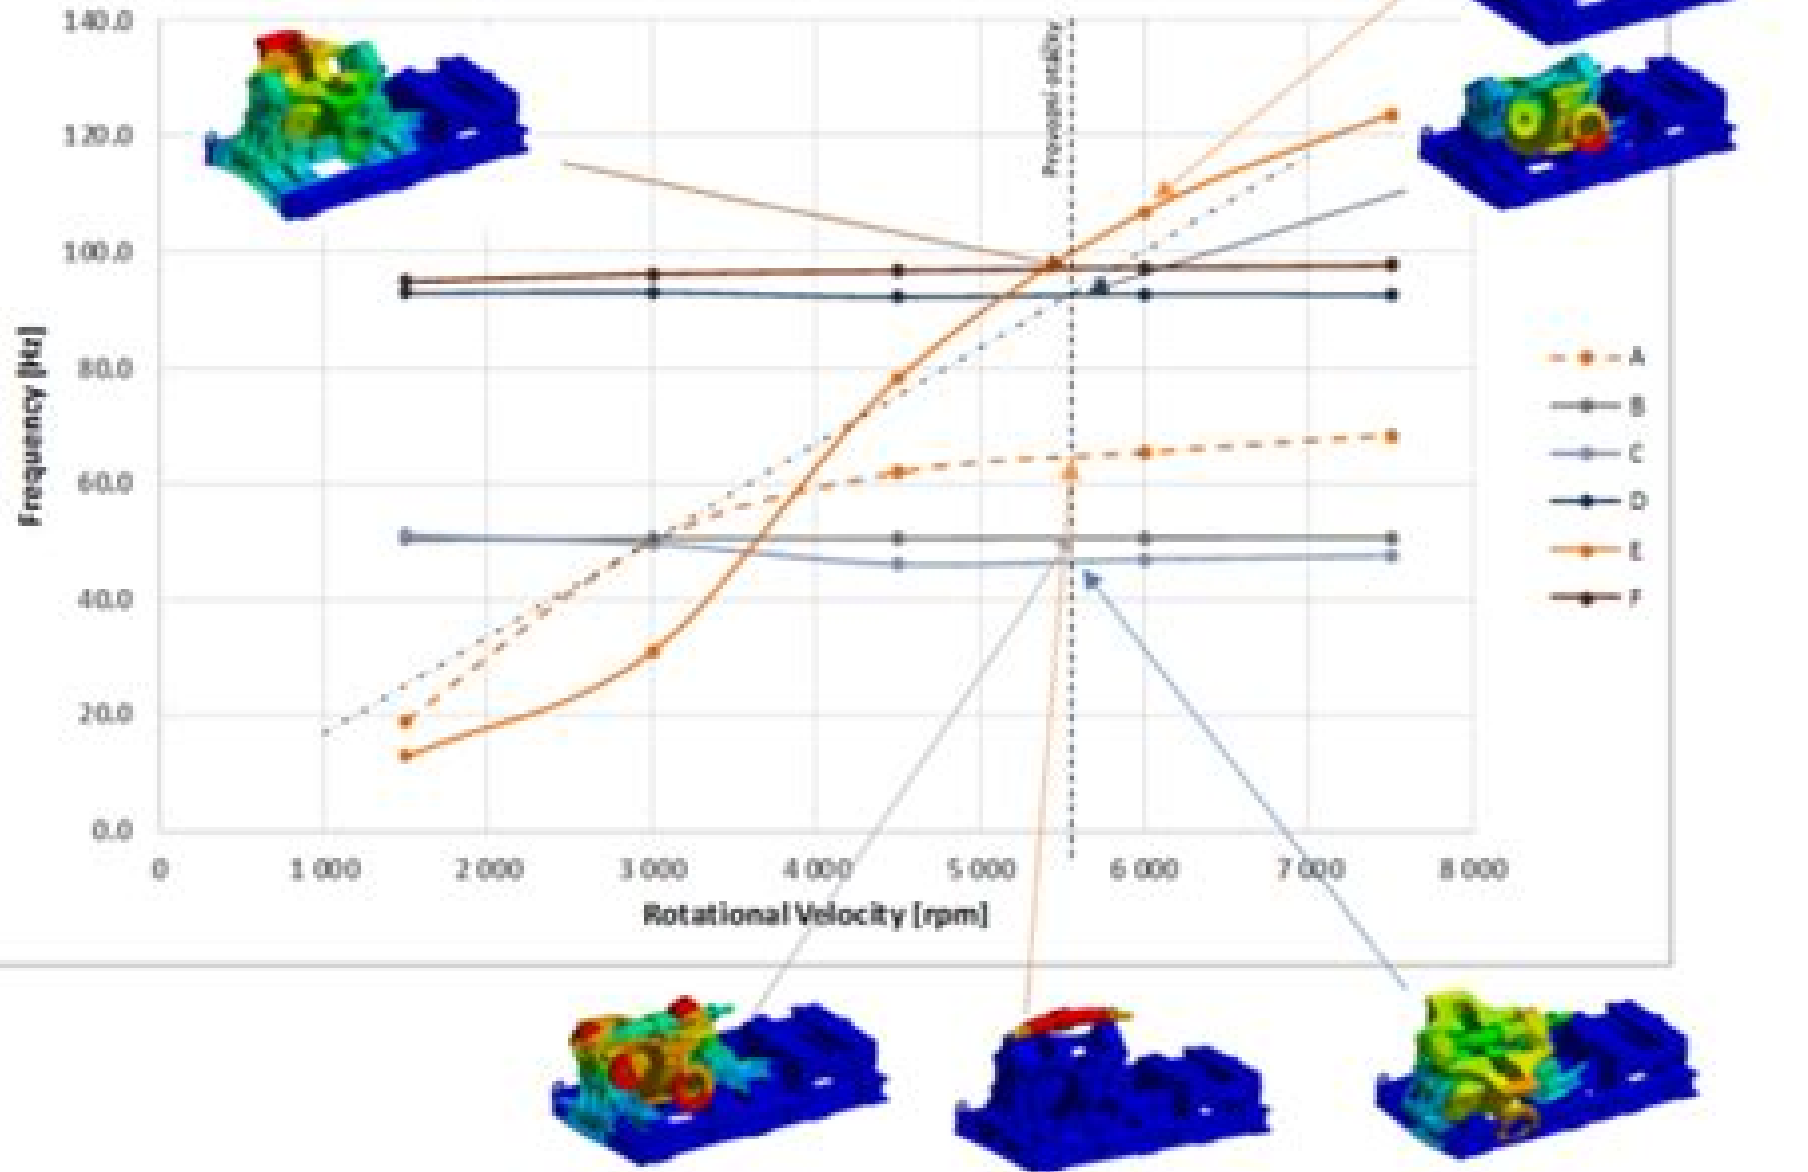 140.0
120.0
100.0
80.0
60.0
40.0
20.0
0.0
Frequency [Hz]
Provozní otáčky
0 1 000 2 000 3 000 4 000 5 000 6 000 7 000 8 000
Rotational Velocity [rpm]
A
B
C
D
E
F